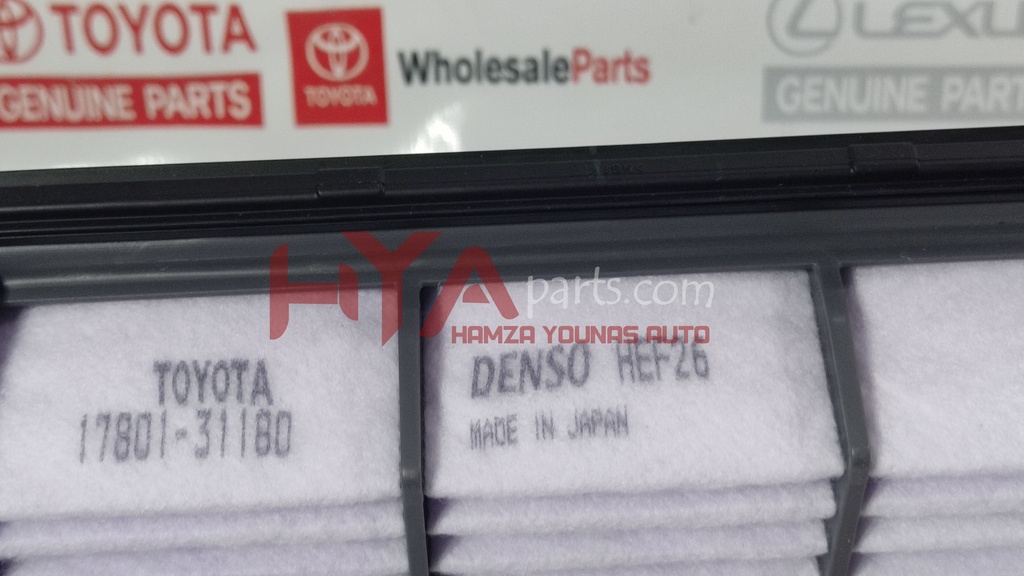 TOYOTA
GENUINE PARTS
TOYOTA
WholesaleParts
LEXU
GENUINE PART
HYAparts.com
HAMZA YOUNAS AUTO
TOYOTA
17801-31180
DENSO HEF26
MADE IN JAPAN